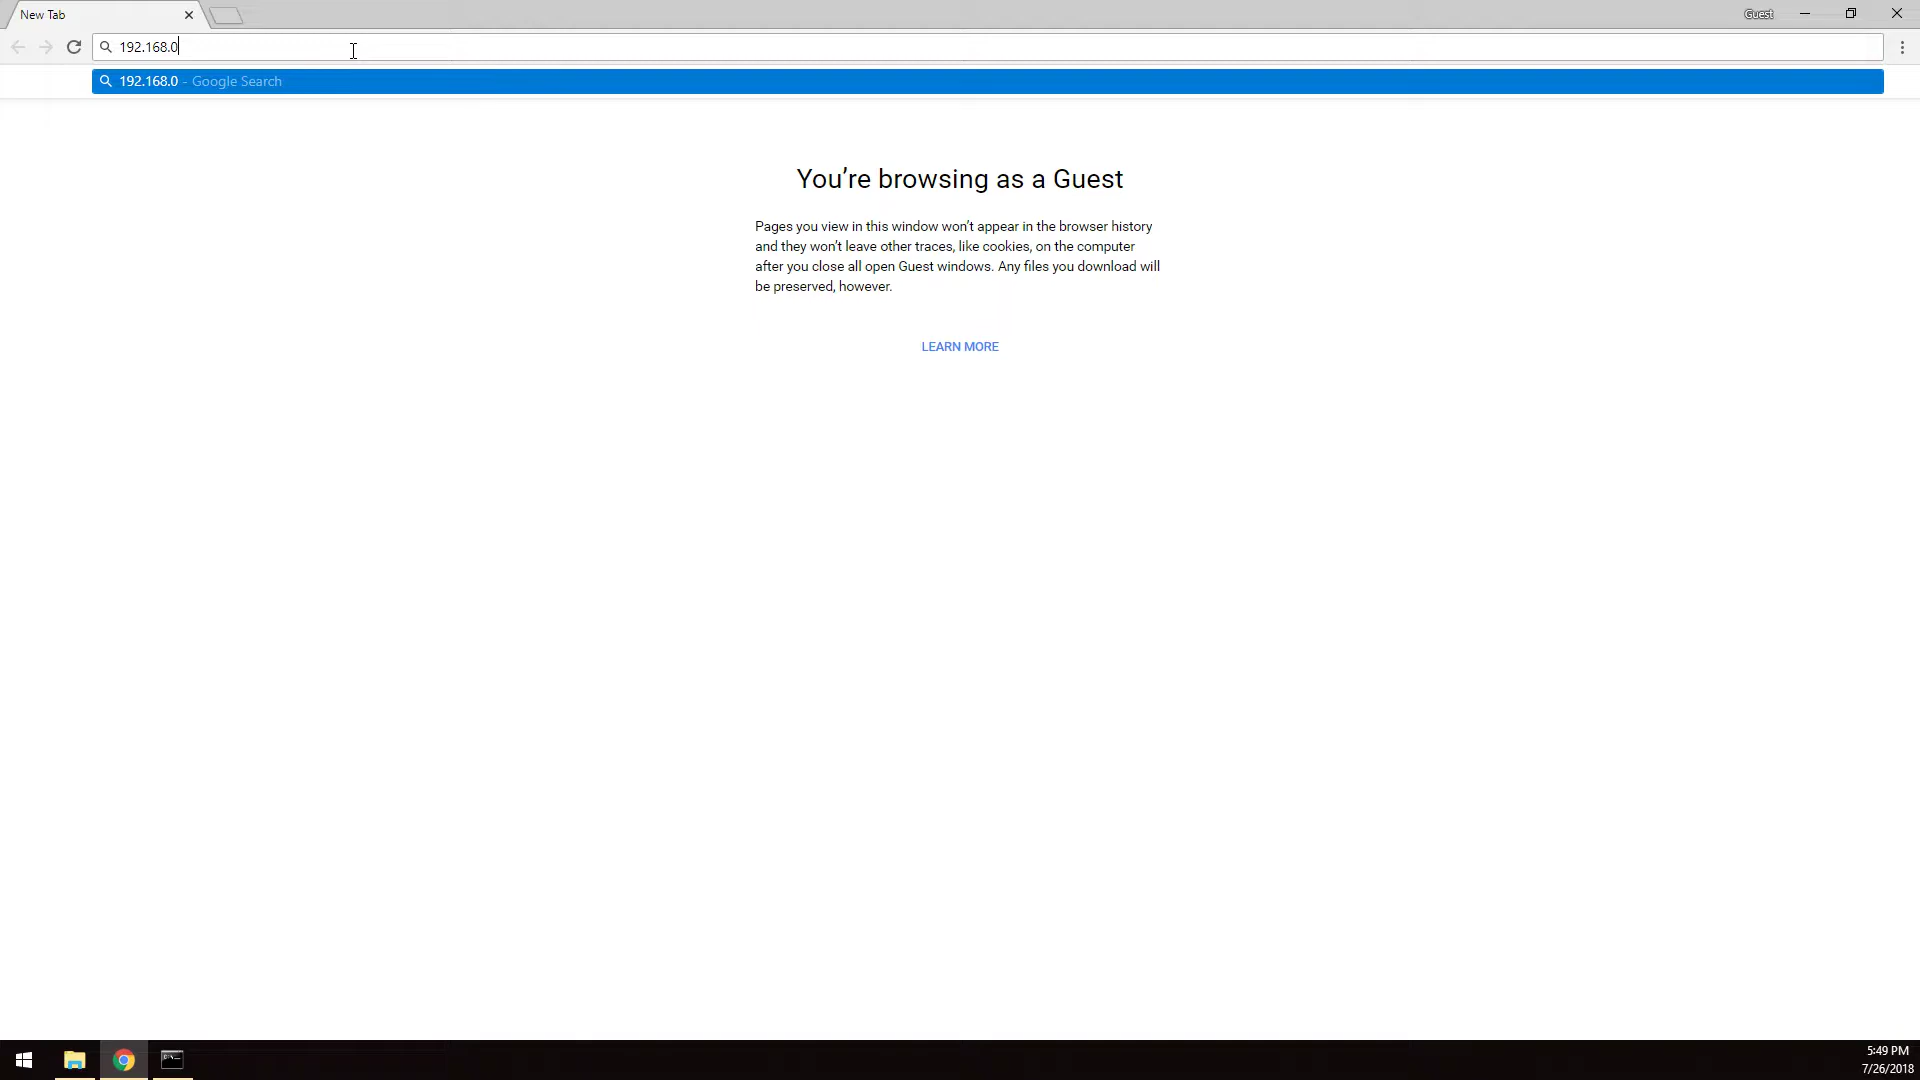 New Tab
Guest
192.168.0
192.168.0 - Google Search
You’re browsing as a Guest
Pages you view in this window won’t appear in the browser history
and they won’t leave other traces, like cookies, on the computer
after you close all open Guest windows. Any files you download will
be preserved, however.
LEARN MORE
5:49 PM
7/26/2018